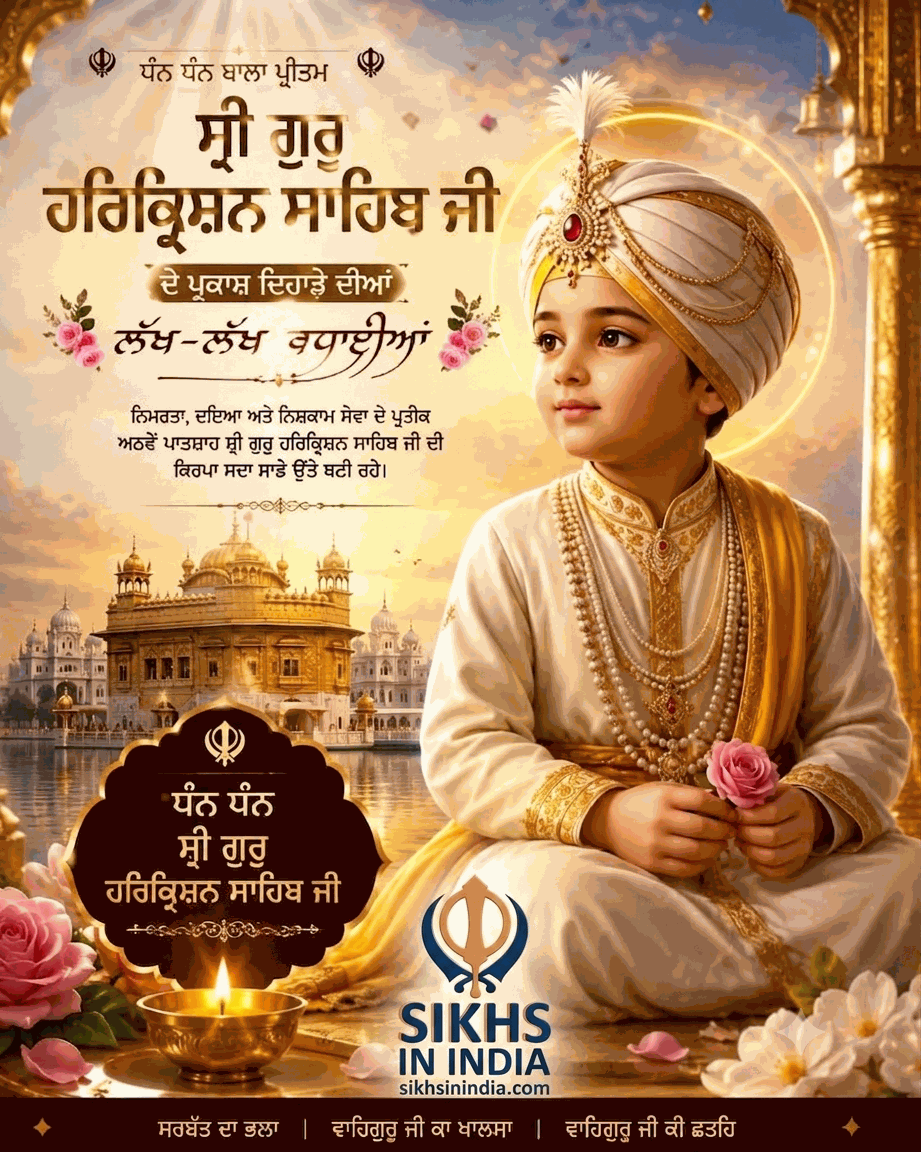 ਧੰਨ ਧੰਨ ਬਾਲਾ ਪ੍ਰੀਤਮ
ਸ੍ਰੀ ਗੁਰੂ
ਹਰਿਕ੍ਰਿਸ਼ਨ ਸਾਹਿਬ ਜੀ
ਦੇ ਪ੍ਰਕਾਸ਼ ਦਿਹਾੜੇ ਦੀਆਂ
ਲੱਖ-ਲੱਖ ਵਧਾਈਆਂ
ਨਿਮਰਤਾ, ਦਇਆ ਅਤੇ ਨਿਸ਼ਕਾਮ ਸੇਵਾ ਦੇ ਪ੍ਰਤੀਕ
ਅਠਵੇਂ ਪਾਤਸ਼ਾਹ ਸ਼੍ਰੀ ਗੁਰੂ ਹਰਿਕ੍ਰਿਸ਼ਨ ਸਾਹਿਬ ਜੀ ਦੀ
ਕਿਰਪਾ ਸਦਾ ਸਾਡੇ ਉੱਤੇ ਬਣੀ ਰਹੇ।
ਧੰਨ ਧੰਨ
ਸ੍ਰੀ ਗੁਰੂ
ਹਰਿਕ੍ਰਿਸ਼ਨ ਸਾਹਿਬ ਜੀ
SIKHS
IN INDIA
sikhsinindia.com
ਸਰਬੱਤ ਦਾ ਭਲਾ | ਵਾਹਿਗੁਰੂ ਜੀ ਕਾ ਖਾਲਸਾ | ਵਾਹਿਗੁਰੂ ਜੀ ਕੀ ਫਤਹਿ